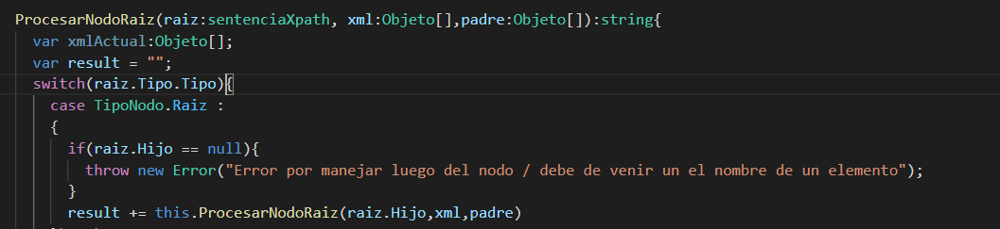 ProcesarNodoRaiz(raiz:sentenciaXpath, xml:Objeto[],padre:Objeto[]):string{
var xmlActual:Objeto[];
var result = "";
switch(raiz.Tipo.Tipo){
case TipoNodo.Raiz :
{
if(raiz.Hijo == null){
throw new Error("Error por manejar luego del nodo / debe de venir un el nombre de un elemento");
}
result += this.ProcesarNodoRaiz(raiz.Hijo,xml,padre)